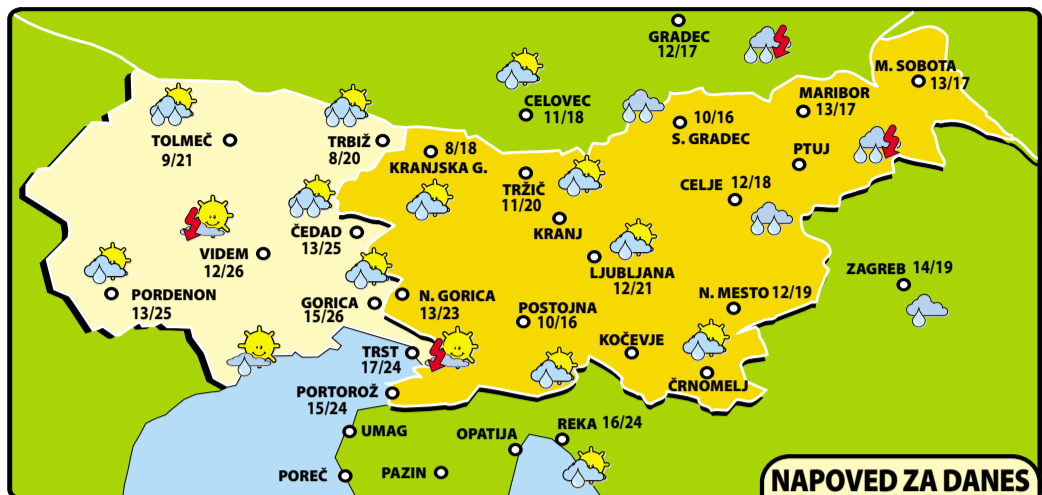 GRADEC
12/17
M. SOBOTA
13/17
MARIBOR
13/17
CELOVEC
11/18
10/16
S. GRADEC
TOLMEČ
9/21
TRBIŽ
8/20
8/18
KRANJSKA G.
PTUJ
TRŽIČ
11/20
CELJE 12/18
KRANJ
ČEDAD
13/25
VIDEM
12/26
LJUBLJANA
12/21
ZAGREB 14/19
PORDENON
13/25
GORICA
15/26
N. GORICA
13/23
N. MESTO 12/19
POSTOJNA
10/16
KOČEVJE
TRST
17/24
ČRNOMELJ
PORTOROŽ
15/24
REKA 16/24
UMAG
OPATIJA
POREČ
PAZIN
NAPOVED ZA DANES